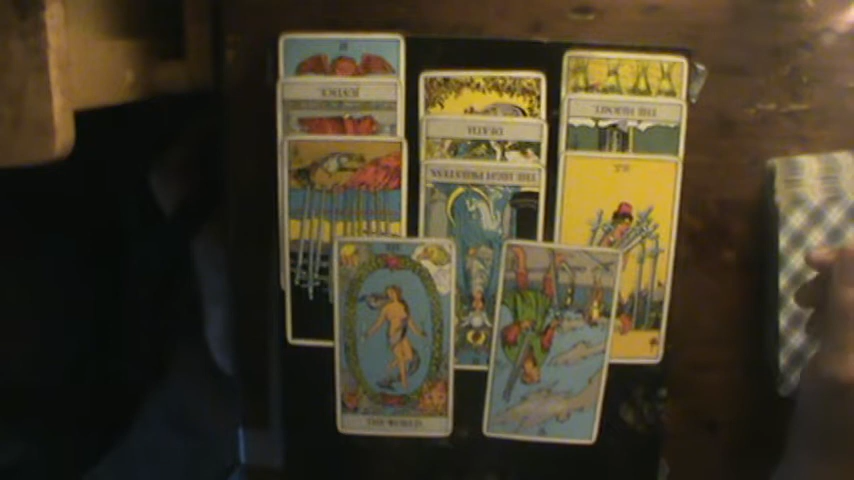 JUSTICE.
DEATH.
THE HIGH PRIESTESS
THE HERMIT.
THE WORLD.